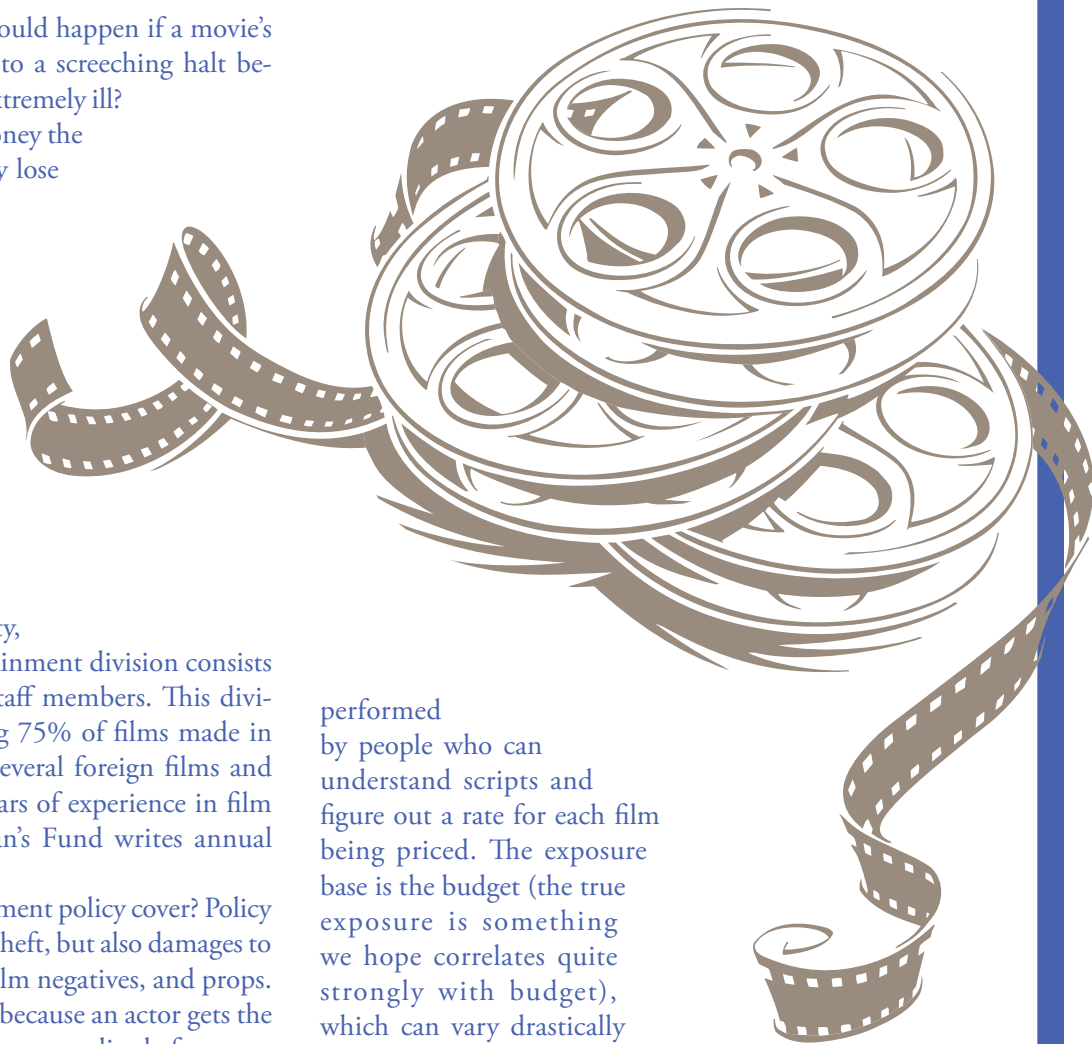 ould happen if a movie's
to a screeching halt be-
xtremely ill?
oney the
y lose
ty,
ainment division consists
taff members. This divi-
g 75% of films made in
several foreign films and
ars of experience in film
n's Fund writes annual
ment policy cover? Policy
heft, but also damages to
lm negatives, and props.
because an actor gets the
performed
by people who can
understand scripts and
figure out a rate for each film
being priced. The exposure
base is the budget (the true
exposure is something
we hope correlates quite
strongly with budget),
which can vary drastically